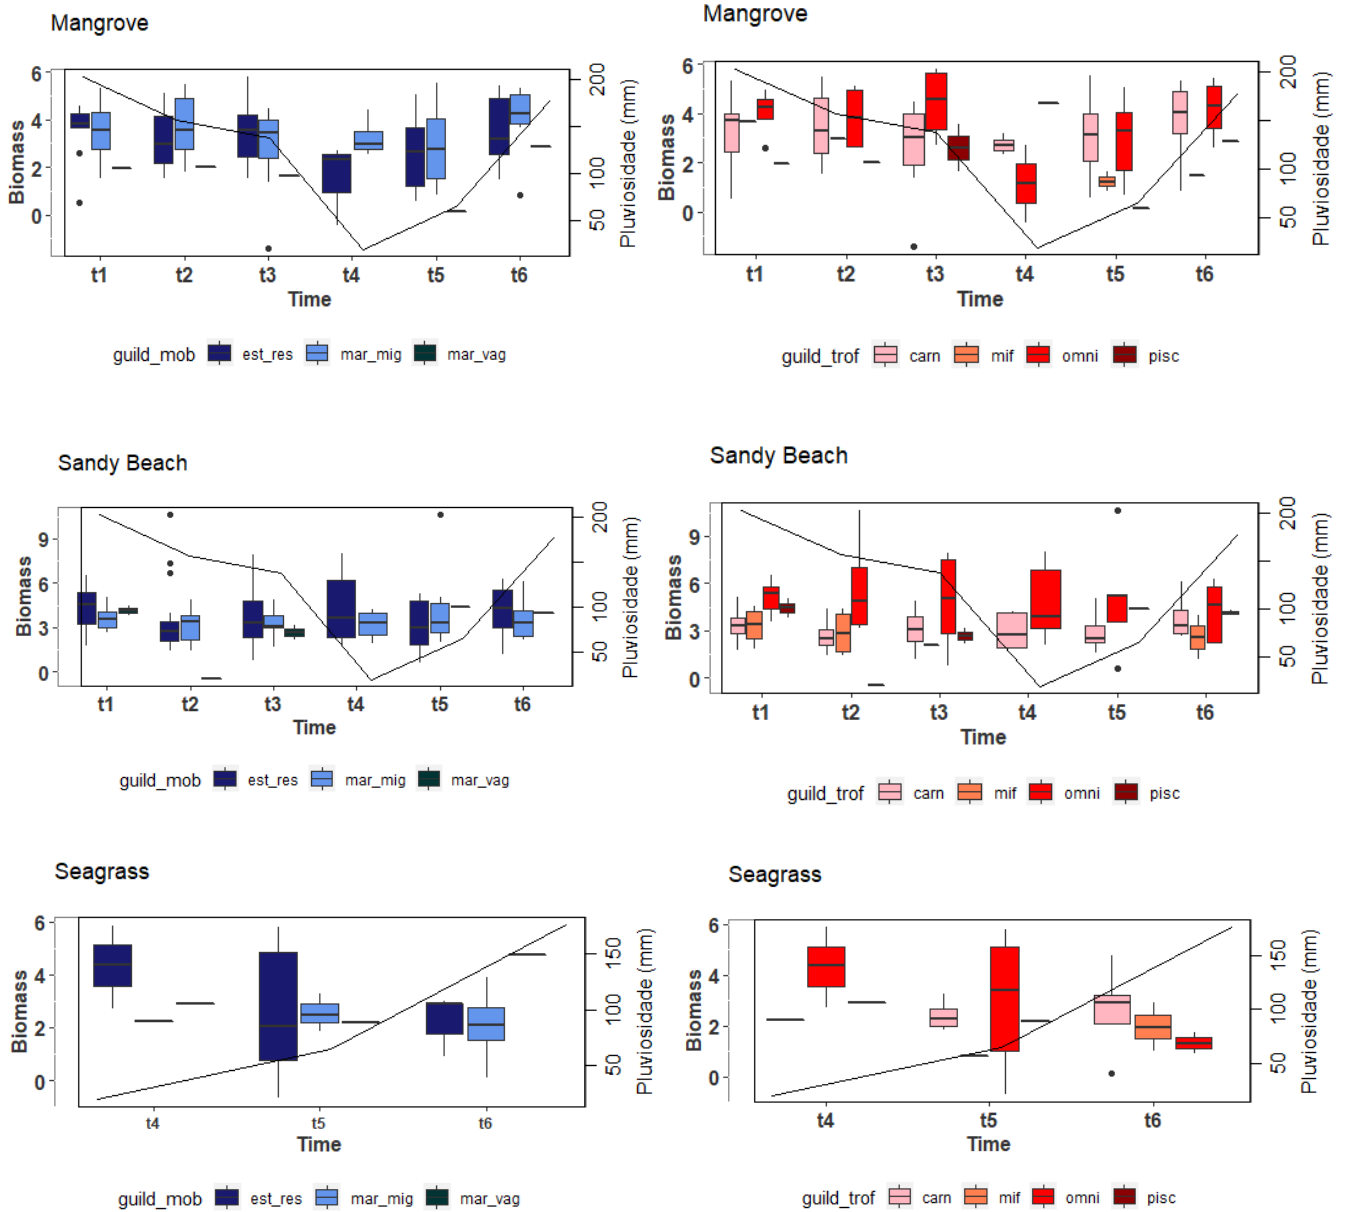 Mangrove
6
4
2
0
Biomass
200
100
50
Pluviosidade (mm)
t1 t2 t3 t4 t5 t6
Time
guild_mob est_res mar_mig mar_vag
Mangrove
6
4
2
0
Biomass
200
100
50
Pluviosidade (mm)
t1 t2 t3 t4 t5 t6
Time
guild_trof carn mif omni pisc
Sandy Beach
9
6
3
0
Biomass
200
100
50
Pluviosidade (mm)
t1 t2 t3 t4 t5 t6
Time
guild_mob est_res mar_mig mar_vag
Sandy Beach
9
6
3
0
Biomass
200
100
50
Pluviosidade (mm)
t1 t2 t3 t4 t5 t6
Time
guild_trof carn mif omni pisc
Seagrass
6
4
2
0
Biomass
150
100
50
Pluviosidade (mm)
t4 t5 t6
Time
guild_mob est_res mar_mig mar_vag
Seagrass
6
4
2
0
Biomass
150
100
50
Pluviosidade (mm)
t4 t5 t6
Time
guild_trof carn mif omni pisc